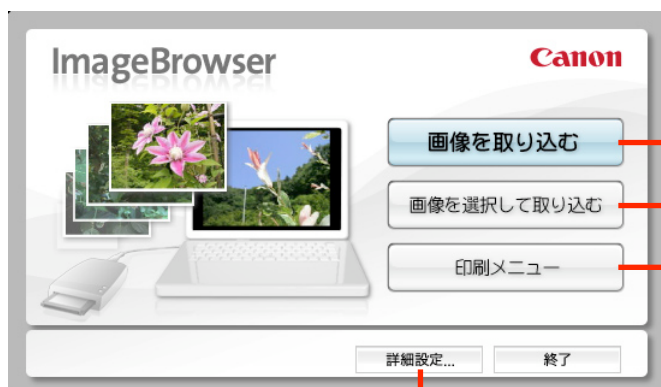 ImageBrowser
Canon
画像を取り込む
画像を選択して取り込む
印刷メニュー
詳細設定...
終了